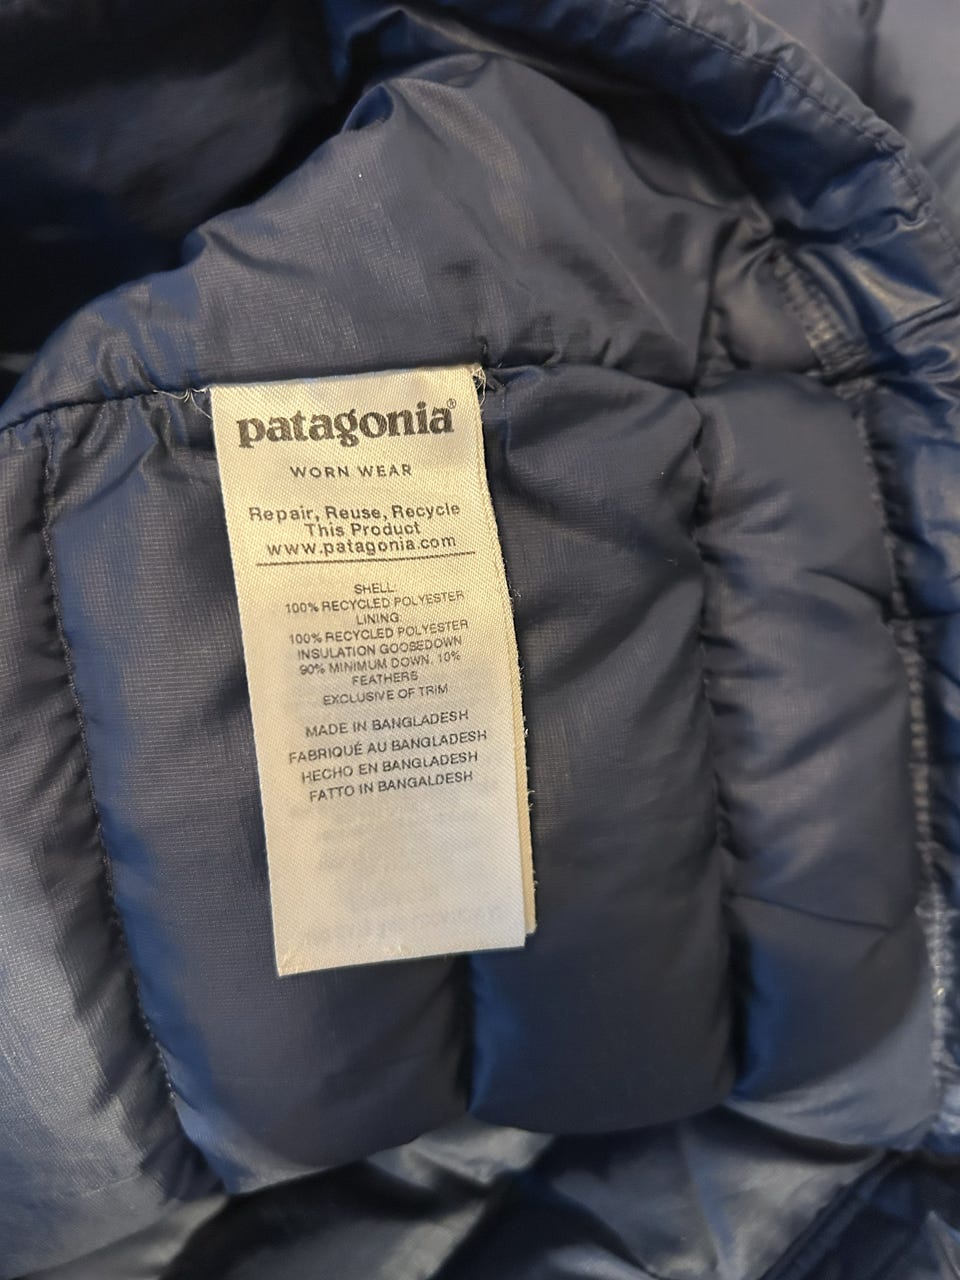 patagonia®
WORN WEAR
Repair, Reuse, Recycle
This Product
www.patagonia.com
SHELL:
100% RECYCLED POLYESTER
LINING:
100% RECYCLED POLYESTER
INSULATION GOOSEDOWN
90% MINIMUM DOWN, 10%
FEATHERS
EXCLUSIVE OF TRIM
MADE IN BANGLADESH
FABRIQUÉ AU BANGLADESH
HECHO EN BANGLADESH
FATTO IN BANGALDESH